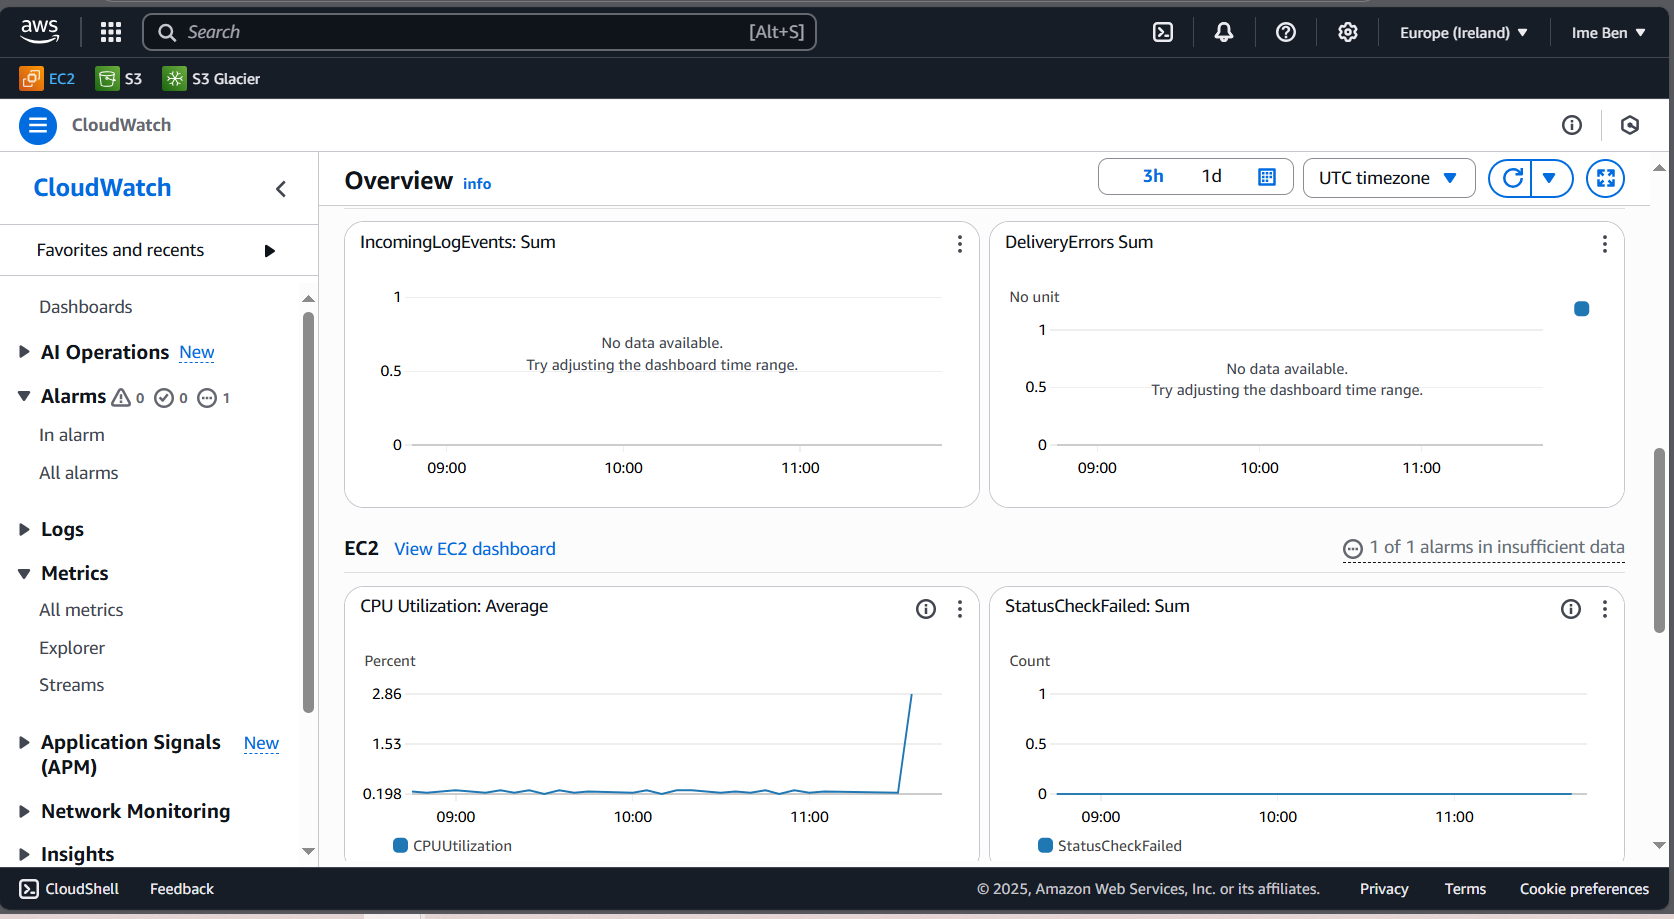 aws
Search [Alt+S]
Europe (Ireland) Ime Ben
EC2 S3 S3 Glacier
CloudWatch
CloudWatch
Overview info
3h 1d
UTC timezone
Favorites and recents
Dashboards
AI Operations New
Alarms 0 0 1
In alarm
All alarms
Logs
Metrics
All metrics
Explorer
Streams
Application Signals New
(APM)
Network Monitoring
Insights
IncomingLogEvents: Sum
1
0.5
0
No data available.
Try adjusting the dashboard time range.
09:00 10:00 11:00
DeliveryErrors Sum
No unit
1
0.5
0
No data available.
Try adjusting the dashboard time range.
09:00 10:00 11:00
EC2 View EC2 dashboard
1 of 1 alarms in insufficient data
CPU Utilization: Average
Percent
2.86
1.53
0.198
09:00 10:00 11:00
CPUUtilization
StatusCheckFailed: Sum
Count
1
0.5
0
09:00 10:00 11:00
StatusCheckFailed
CloudShell Feedback
© 2025, Amazon Web Services, Inc. or its affiliates. Privacy Terms Cookie preferences